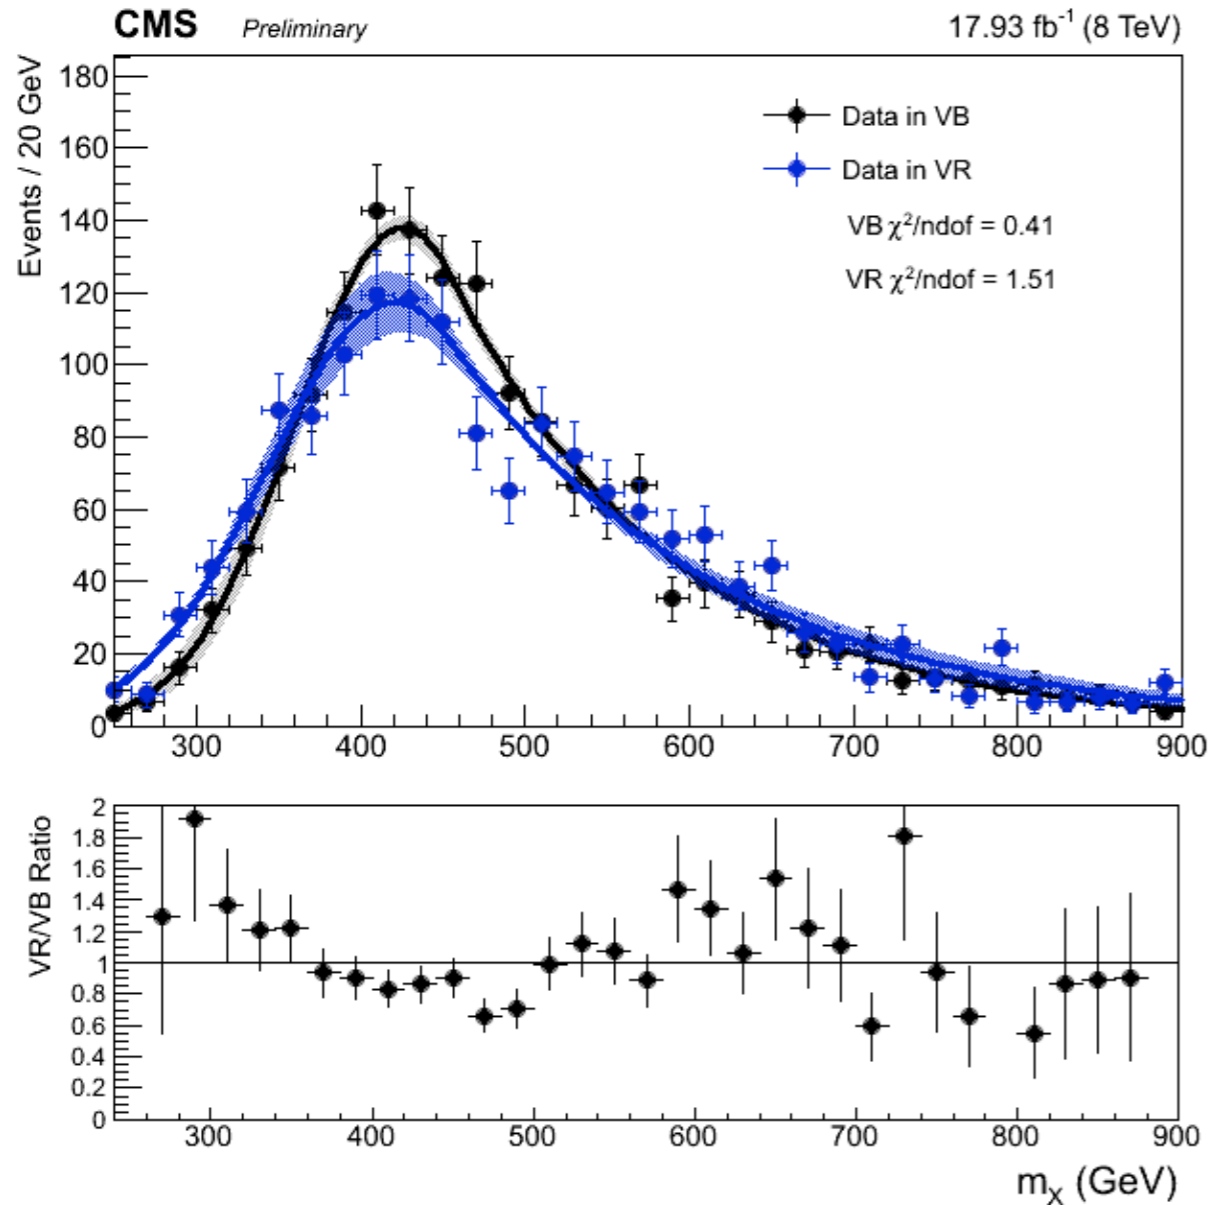 CMS Preliminary 17.93 fb⁻¹ (8 TeV)
Events / 20 GeV
180
160
140
120
100
80
60
40
20
0
Data in VB
Data in VR
VB χ²/ndof = 0.41
VR χ²/ndof = 1.51
300 400 500 600 700 800 900
VR/VB Ratio
2
1.8
1.6
1.4
1.2
1
0.8
0.6
0.4
0.2
0
300 400 500 600 700 800 900
m_X (GeV)